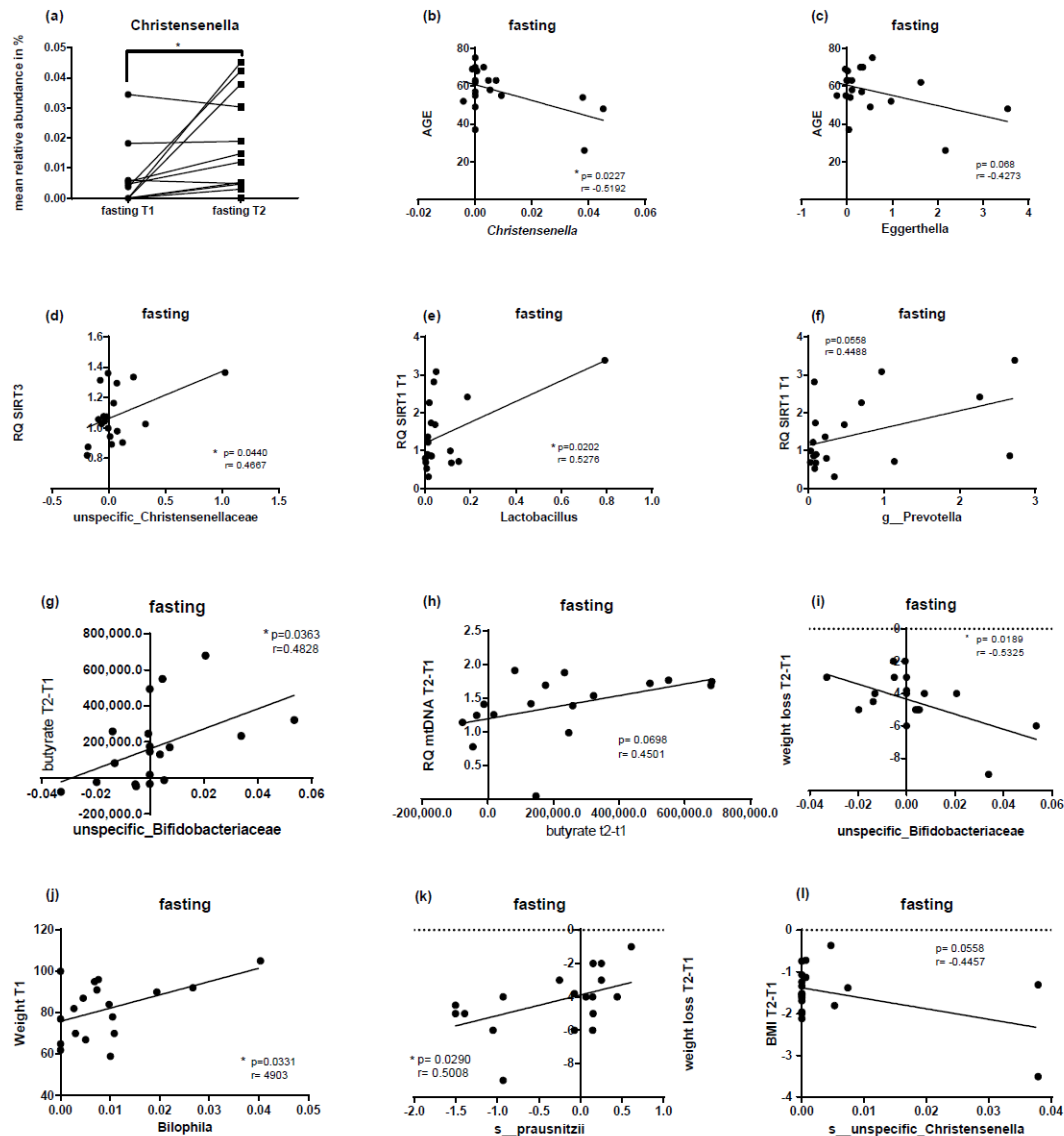 (a)
Christensenella
*
mean relative abundance in %
0.05
0.04
0.03
0.02
0.01
0.00
fasting T1
fasting T2
(b)
fasting
AGE
80
60
40
20
* p= 0.0227
r= -0.5192
-0.02
0.00
0.02
0.04
0.06
Christensenella
(c)
fasting
AGE
80
60
40
20
p= 0.068
r= -0.4273
-1
0
1
2
3
4
Eggerthella
(d)
fasting
RQ SIRT3
1.6
1.4
1.2
1.0
0.8
* p= 0.0440
r= 0.4667
-0.5
0.0
0.5
1.0
1.5
unspecific_Christensenellaceae
(e)
fasting
RQ SIRT1 T1
4
3
2
1
0
* p=0.0202
r= 0.5276
0.0
0.2
0.4
0.6
0.8
1.0
Lactobacillus
(f)
fasting
p=0.0558
r= 0.4488
RQ SIRT1 T1
4
3
2
1
0
0
1
2
3
g__Prevotella
(g)
fasting
* p=0.0363
r=0.4828
butyrate T2-T1
800,000.0
600,000.0
400,000.0
200,000.0
-200,000.0
-0.04
-0.02
0.00
0.02
0.04
0.06
unspecific_Bifidobacteriaceae
(h)
fasting
RQ mtDNA T2-T1
2.5
2.0
1.5
1.0
0.5
p=0.0698
r= 0.4501
-200,000.0
0.0
200,000.0
400,000.0
600,000.0
800,000.0
butyrate t2-t1
(i)
fasting
* p=0.0189
r= -0.5325
weight loss T2-T1
0
-2
-4
-6
-8
-0.04
-0.02
0.00
0.02
0.04
0.06
unspecific_Bifidobacteriaceae
(j)
fasting
Weight T1
120
100
80
60
40
* p=0.0331
r= 4903
0.00
0.01
0.02
0.03
0.04
0.05
Bilophila
(k)
fasting
weight loss T2-T1
0
-2
-4
-6
-8
* p= 0.0290
r= 0.5008
-2.0
-1.5
-1.0
-0.5
0.0
0.5
1.0
s__prausnitzii
(l)
fasting
p=0.0558
r= -0.4457
BMI T2-T1
0
-1
-2
-3
-4
0.00
0.01
0.02
0.03
0.04
s__unspecific_Christensenella